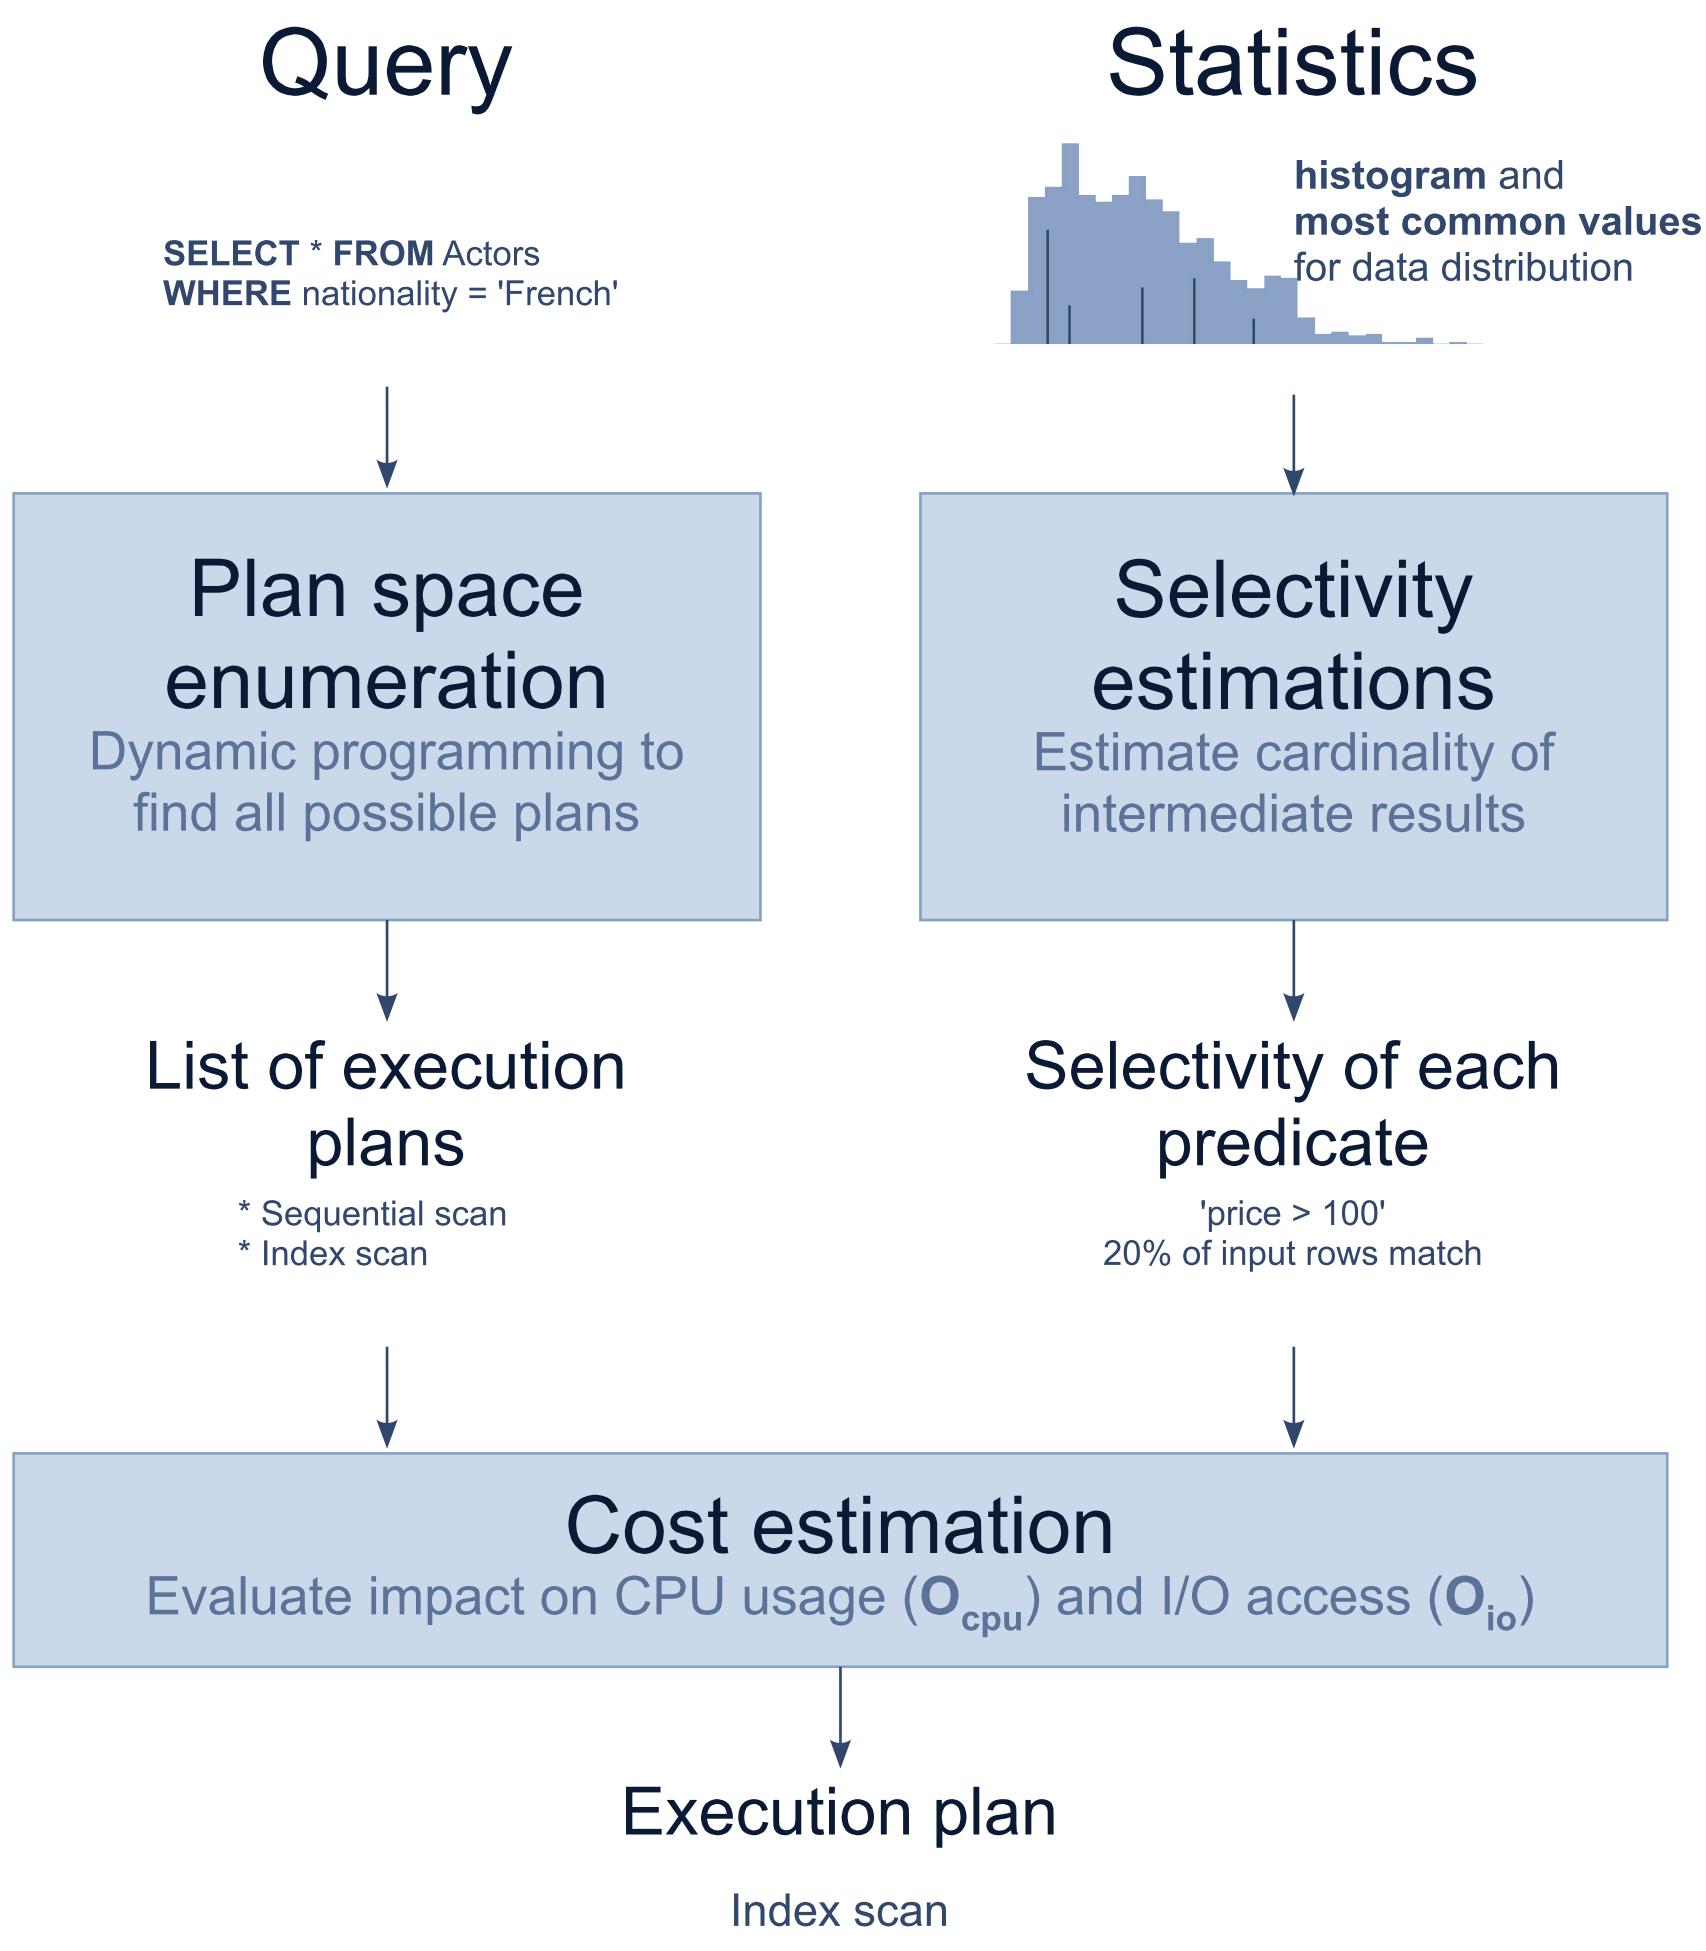 Query
SELECT * FROM Actors
WHERE nationality = 'French'
Statistics
histogram and
most common values
for data distribution
Plan space
enumeration
Dynamic programming to
find all possible plans
Selectivity
estimations
Estimate cardinality of
intermediate results
List of execution
plans
* Sequential scan
* Index scan
Selectivity of each
predicate
'price > 100'
20% of input rows match
Cost estimation
Evaluate impact on CPU usage (Ocpu) and I/O access (Oio)
Execution plan
Index scan